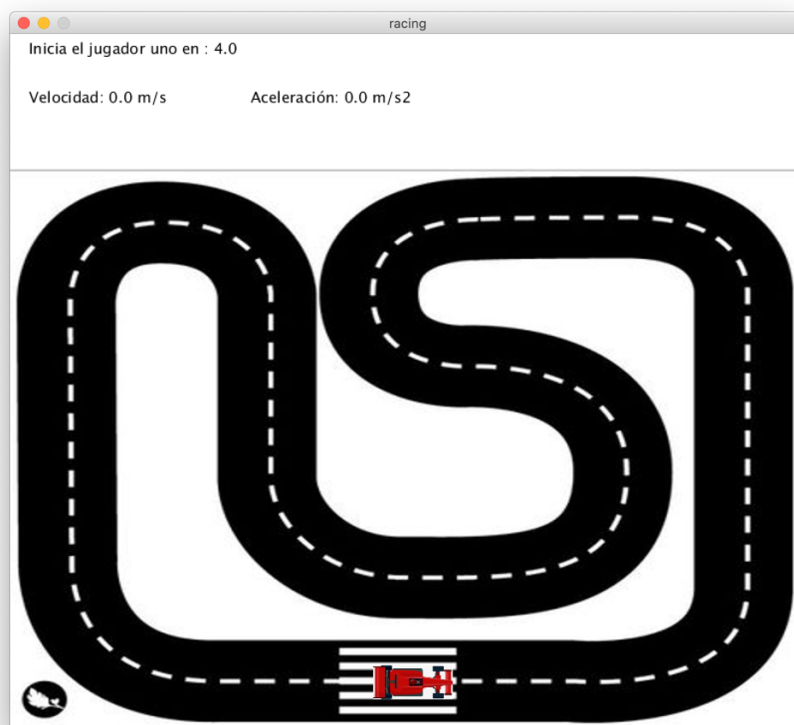 racing
Inicia el jugador uno en : 4.0
Velocidad: 0.0 m/s Aceleración: 0.0 m/s2